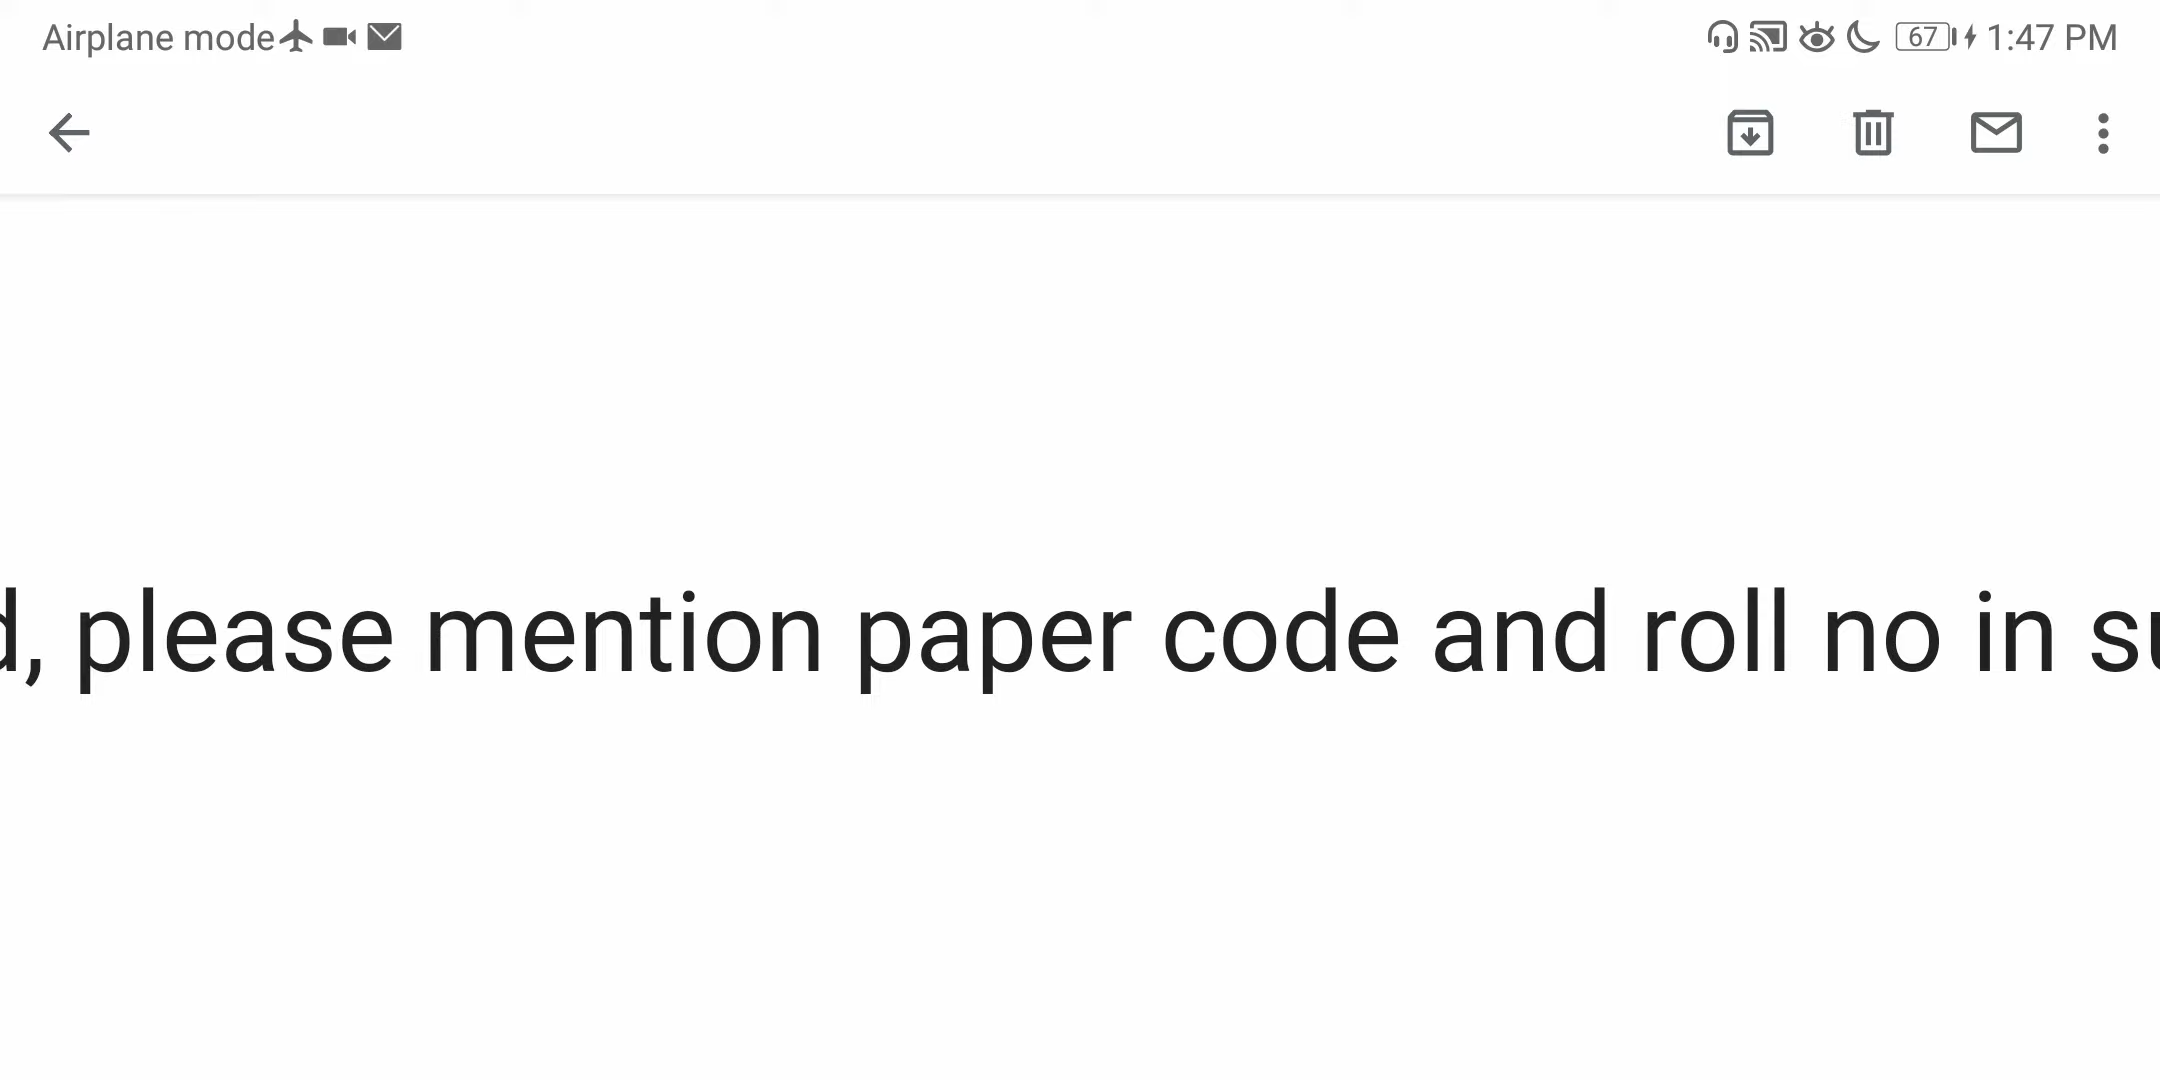 Airplane mode 67 1:47 PM
d, please mention paper code and roll no in su